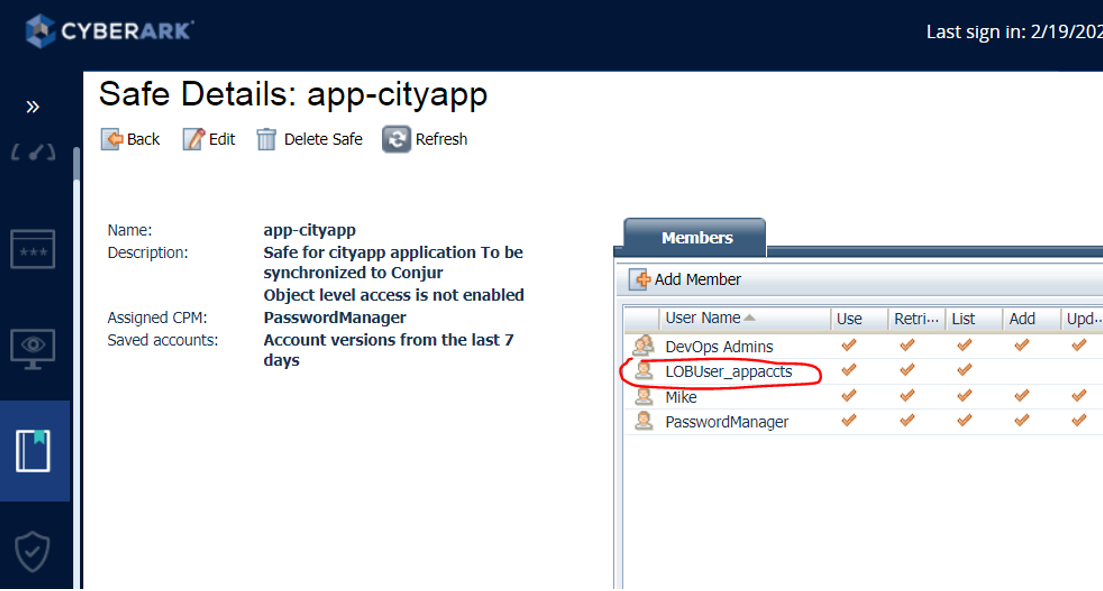 CYBERARK
Last sign in: 2/19/202
Safe Details: app-cityapp
Back Edit Delete Safe Refresh
Name: app-cityapp
Description: Safe for cityapp application To be
synchronized to Conjur
Object level access is not enabled
Assigned CPM: PasswordManager
Saved accounts: Account versions from the last 7
days
Members
Add Member
User Name Use Retri... List Add Upd...
DevOps Admins
LOBUser_appaccts
Mike
PasswordManager